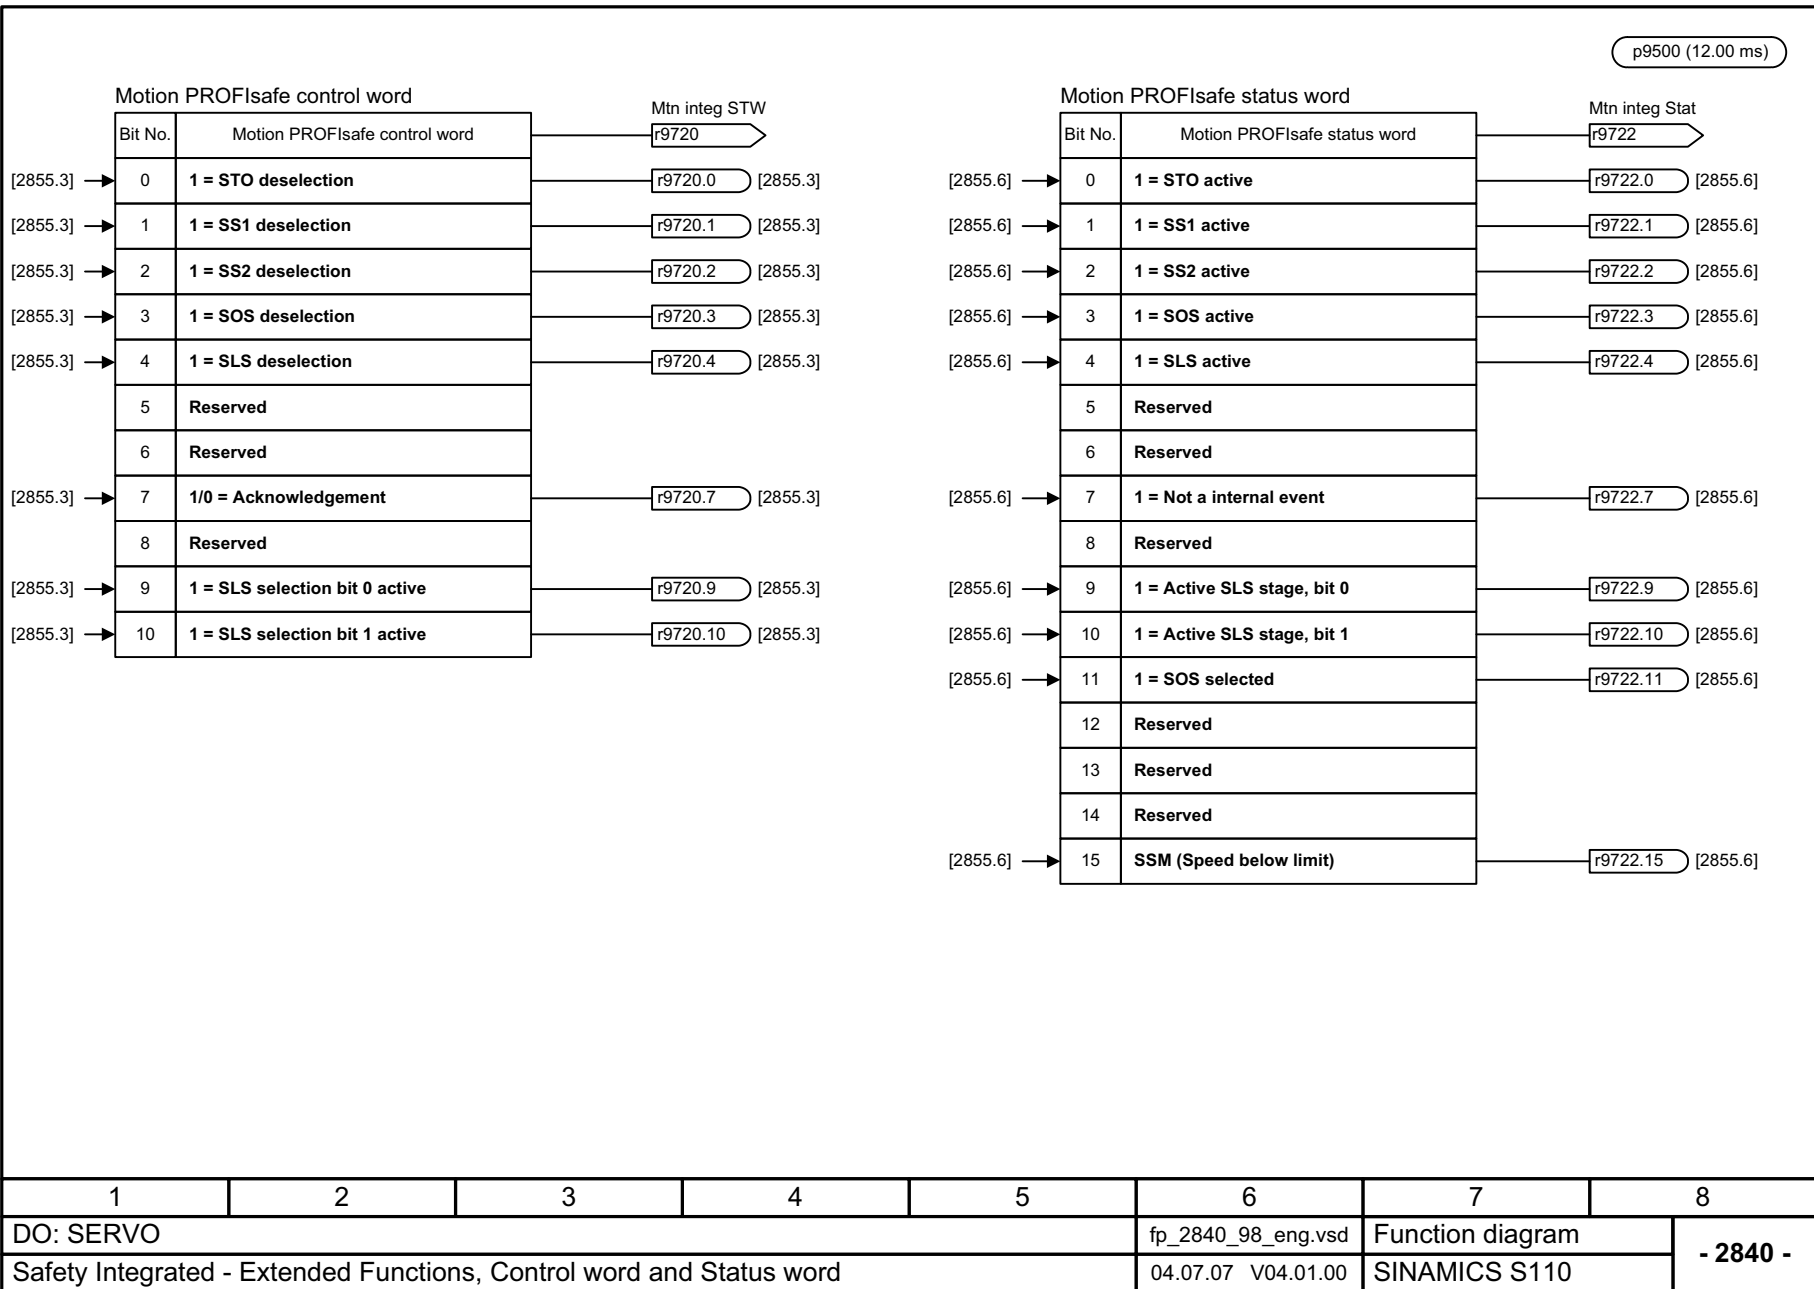 p9500 (12.00 ms)
Motion PROFIsafe control word
Mtn integ STW
Bit No. Motion PROFIsafe control word r9720
[2855.3] 0 1 = STO deselection r9720.0 [2855.3]
[2855.3] 1 1 = SS1 deselection r9720.1 [2855.3]
[2855.3] 2 1 = SS2 deselection r9720.2 [2855.3]
[2855.3] 3 1 = SOS deselection r9720.3 [2855.3]
[2855.3] 4 1 = SLS deselection r9720.4 [2855.3]
5 Reserved
6 Reserved
[2855.3] 7 1/0 = Acknowledgement r9720.7 [2855.3]
8 Reserved
[2855.3] 9 1 = SLS selection bit 0 active r9720.9 [2855.3]
[2855.3] 10 1 = SLS selection bit 1 active r9720.10 [2855.3]
Motion PROFIsafe status word
Mtn integ Stat
Bit No. Motion PROFIsafe status word r9722
[2855.6] 0 1 = STO active r9722.0 [2855.6]
[2855.6] 1 1 = SS1 active r9722.1 [2855.6]
[2855.6] 2 1 = SS2 active r9722.2 [2855.6]
[2855.6] 3 1 = SOS active r9722.3 [2855.6]
[2855.6] 4 1 = SLS active r9722.4 [2855.6]
5 Reserved
6 Reserved
[2855.6] 7 1 = Not a internal event r9722.7 [2855.6]
8 Reserved
[2855.6] 9 1 = Active SLS stage, bit 0 r9722.9 [2855.6]
[2855.6] 10 1 = Active SLS stage, bit 1 r9722.10 [2855.6]
[2855.6] 11 1 = SOS selected r9722.11 [2855.6]
12 Reserved
13 Reserved
14 Reserved
[2855.6] 15 SSM (Speed below limit) r9722.15 [2855.6]
1 2 3 4 5 6 7 8
DO: SERVO fp_2840_98_eng.vsd Function diagram
- 2840 -
Safety Integrated - Extended Functions, Control word and Status word 04.07.07 V04.01.00 SINAMICS S110